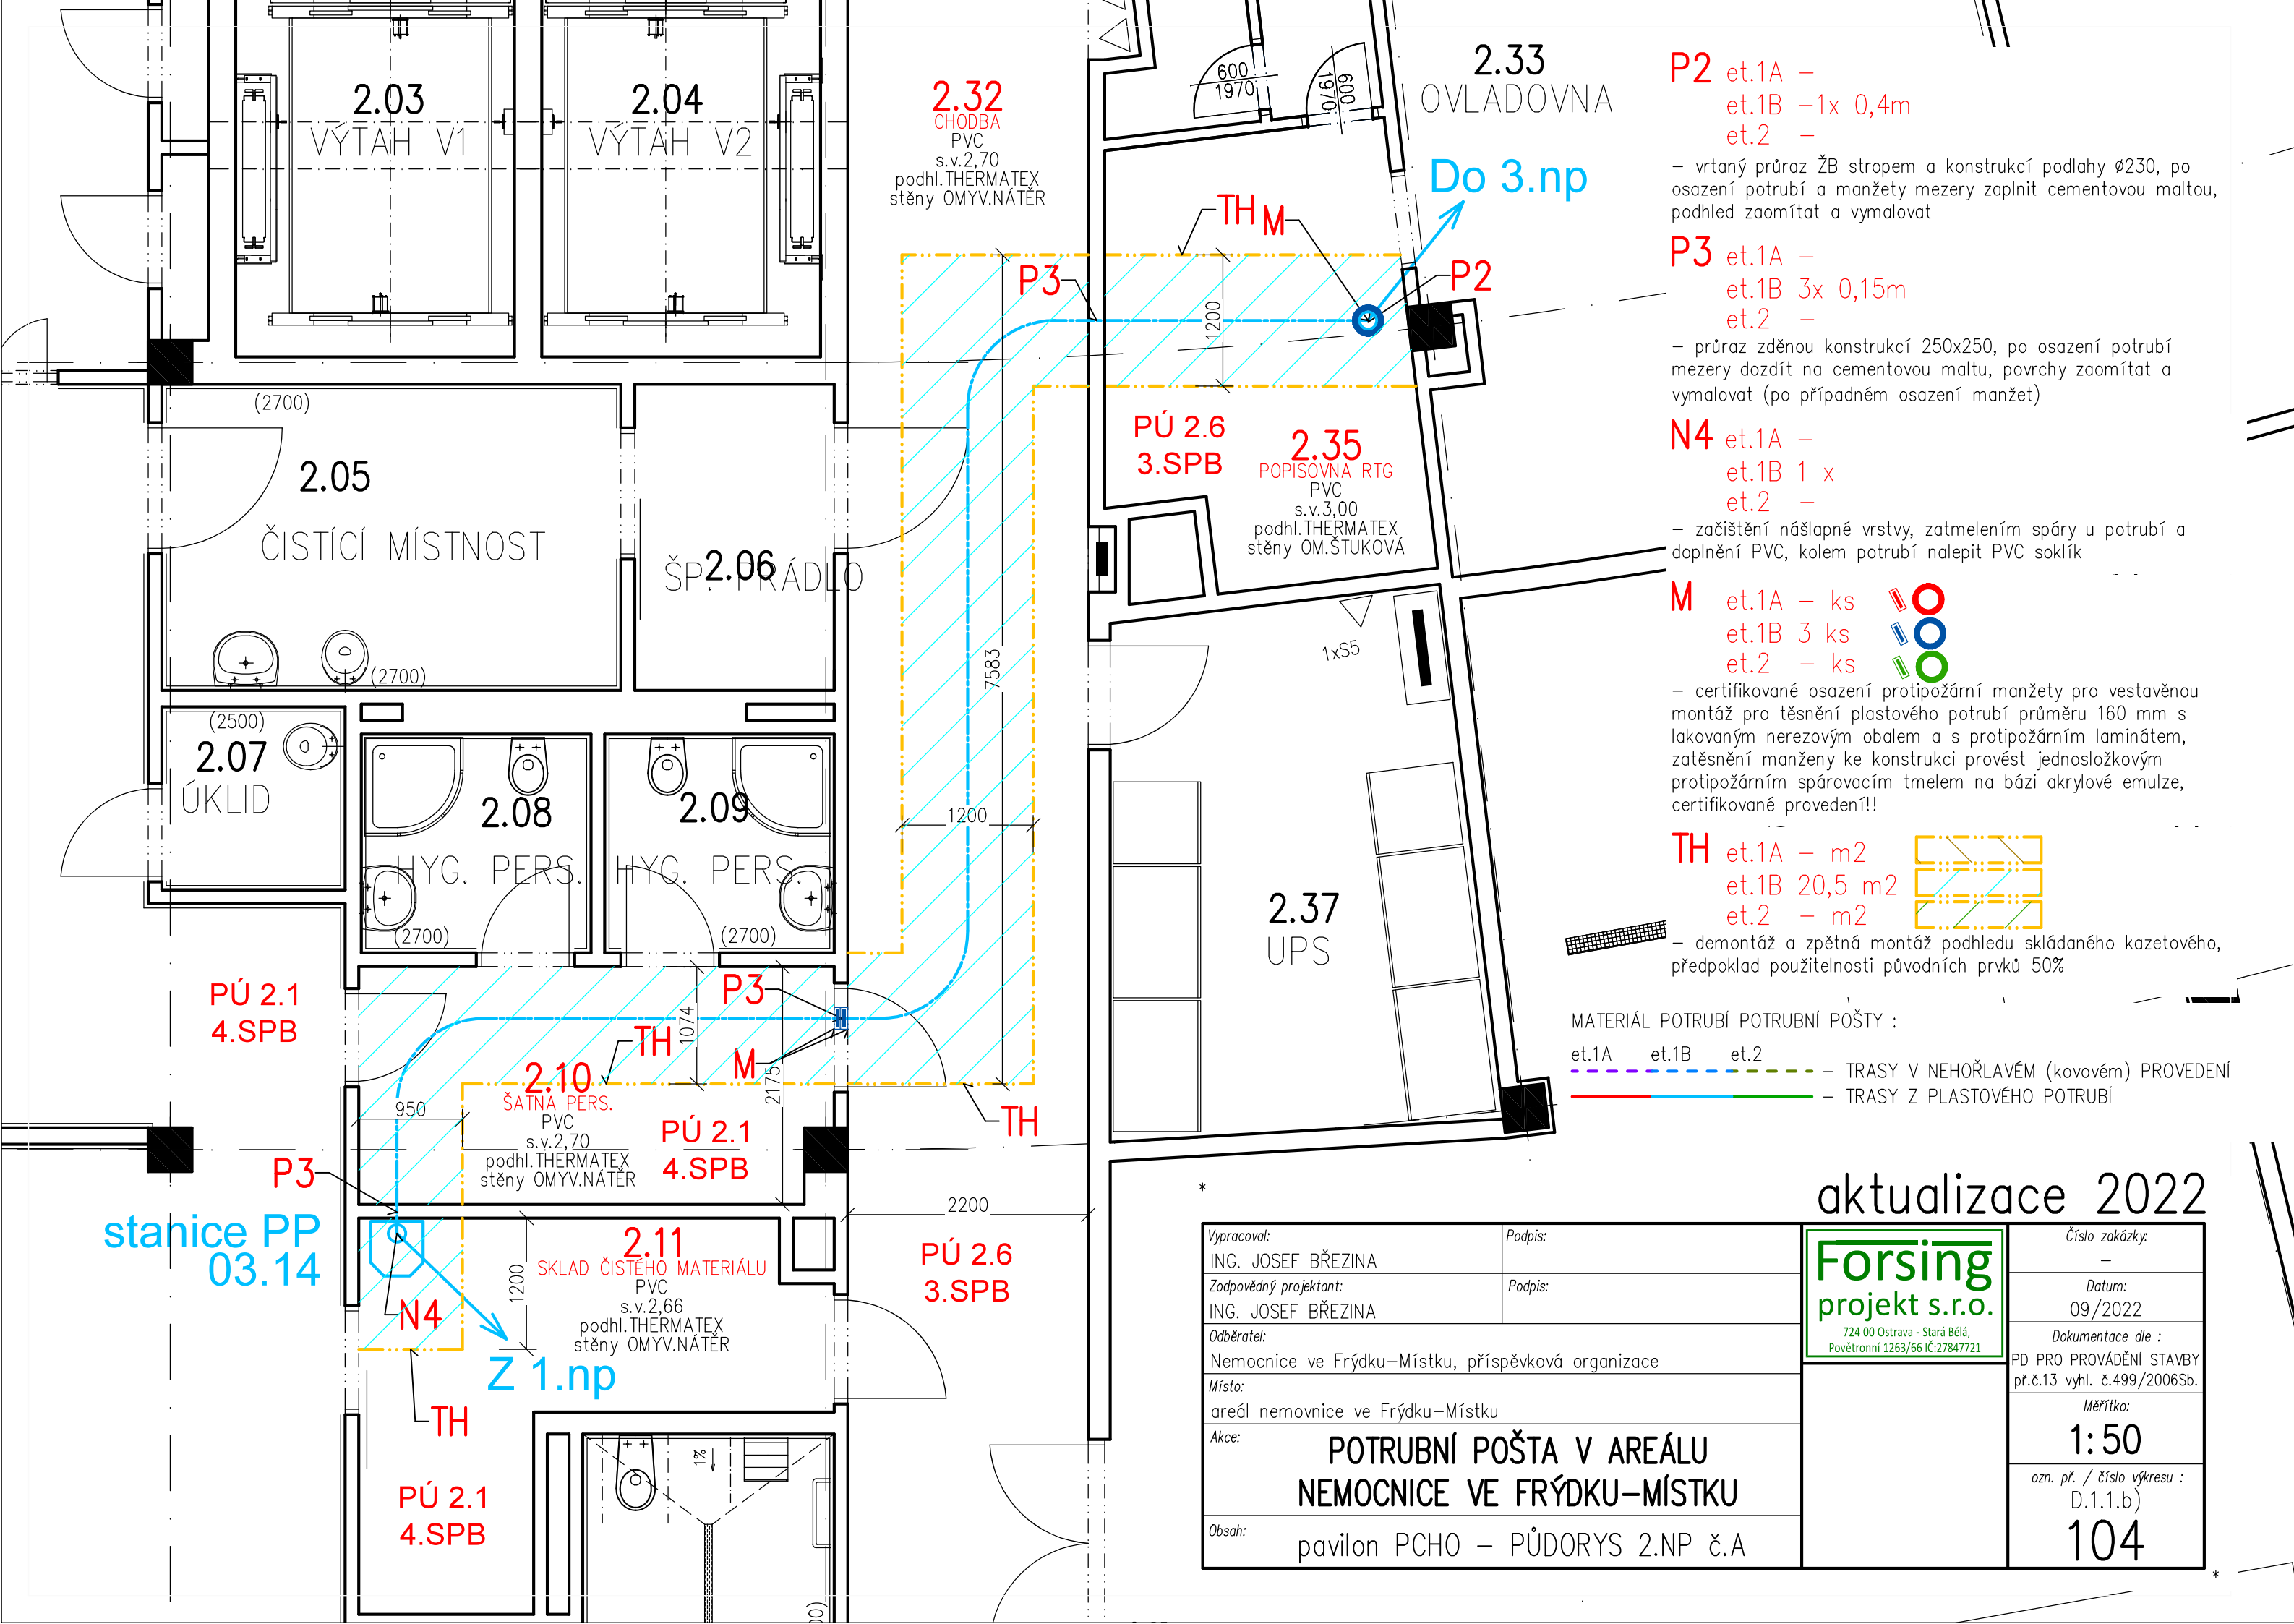 2.03
VÝTAH V1
2.04
VÝTAH V2
2.32
CHODBA
PVC
s.v.2,70
podhl.THERMATEX
stěny OMYV.NÁTĚR
600
1970
600
1970
2.33
OVLADOVNA
Do 3.np
TH
M
P3
P2
1200
(2700)
2.05
ČISTÍCÍ MÍSTNOST
(2700)
2.06
ŠP. PRÁDLO
PÚ 2.6
3.SPB
2.35
POPISOVNA RTG
PVC
s.v.3,00
podhl.THERMATEX
stěny OM.ŠTUKOVÁ
7583
1xS5
(2500)
2.07
ÚKLID
2.08
HYG. PERS.
(2700)
2.09
HYG. PERS.
(2700)
1200
2.37
UPS
PÚ 2.1
4.SPB
P3
1074
TH
M
2175
2.10
ŠATNA PERS.
PVC
s.v.2,70
podhl.THERMATEX
stěny OMYV.NÁTĚR
950
PÚ 2.1
4.SPB
TH
P3
stanice PP
03.14
N4
1200
2.11
SKLAD ČISTÉHO MATERIÁLU
PVC
s.v.2,66
podhl.THERMATEX
stěny OMYV.NÁTĚR
2200
PÚ 2.6
3.SPB
Z 1.np
TH
PÚ 2.1
4.SPB
1%
P2 et.1A –
et.1B –1x 0,4m
et.2 –
– vrtaný průraz ŽB stropem a konstrukcí podlahy ø230, po
osazení potrubí a manžety mezery zaplnit cementovou maltou,
podhled zaomítat a vymalovat
P3 et.1A –
et.1B 3x 0,15m
et.2 –
– průraz zděnou konstrukcí 250x250, po osazení potrubí
mezery dozdít na cementovou maltu, povrchy zaomítat a
vymalovat (po případném osazení manžet)
N4 et.1A –
et.1B 1 x
et.2 –
– začištění nášlapné vrstvy, zatmelením spáry u potrubí a
doplnění PVC, kolem potrubí nalepit PVC soklík
M et.1A – ks
et.1B 3 ks
et.2 – ks
– certifikované osazení protipožární manžety pro vestavěnou
montáž pro těsnění plastového potrubí průměru 160 mm s
lakovaným nerezovým obalem a s protipožárním laminátem,
zatěsnění manženy ke konstrukci provést jednosložkovým
protipožárním spárovacím tmelem na bázi akrylové emulze,
certifikované provedení!!
TH et.1A – m2
et.1B 20,5 m2
et.2 – m2
– demontáž a zpětná montáž podhledu skládaného kazetového,
předpoklad použitelnosti původních prvků 50%
MATERIÁL POTRUBÍ POTRUBNÍ POŠTY :
et.1A et.1B et.2
– TRASY V NEHOŘLAVÉM (kovovém) PROVEDENÍ
– TRASY Z PLASTOVÉHO POTRUBÍ
aktualizace 2022
*
Vypracoval:
ING. JOSEF BŘEZINA
Podpis:
Zodpovědný projektant:
ING. JOSEF BŘEZINA
Podpis:
Odběratel:
Nemocnice ve Frýdku–Místku, příspěvková organizace
Místo:
areál nemovnice ve Frýdku–Místku
Akce:
POTRUBNÍ POŠTA V AREÁLU
NEMOCNICE VE FRÝDKU–MÍSTKU
Obsah:
pavilon PCHO – PŮDORYS 2.NP č.A
Forsing
projekt s.r.o.
724 00 Ostrava - Stará Bělá,
Povětronní 1263/66 IČ:27847721
Číslo zakázky:
–
Datum:
09/2022
Dokumentace dle :
PD PRO PROVÁDĚNÍ STAVBY
př.č.13 vyhl. č.499/2006Sb.
Měřítko:
1:50
ozn. př. / číslo výkresu :
D.1.1.b)
104
*